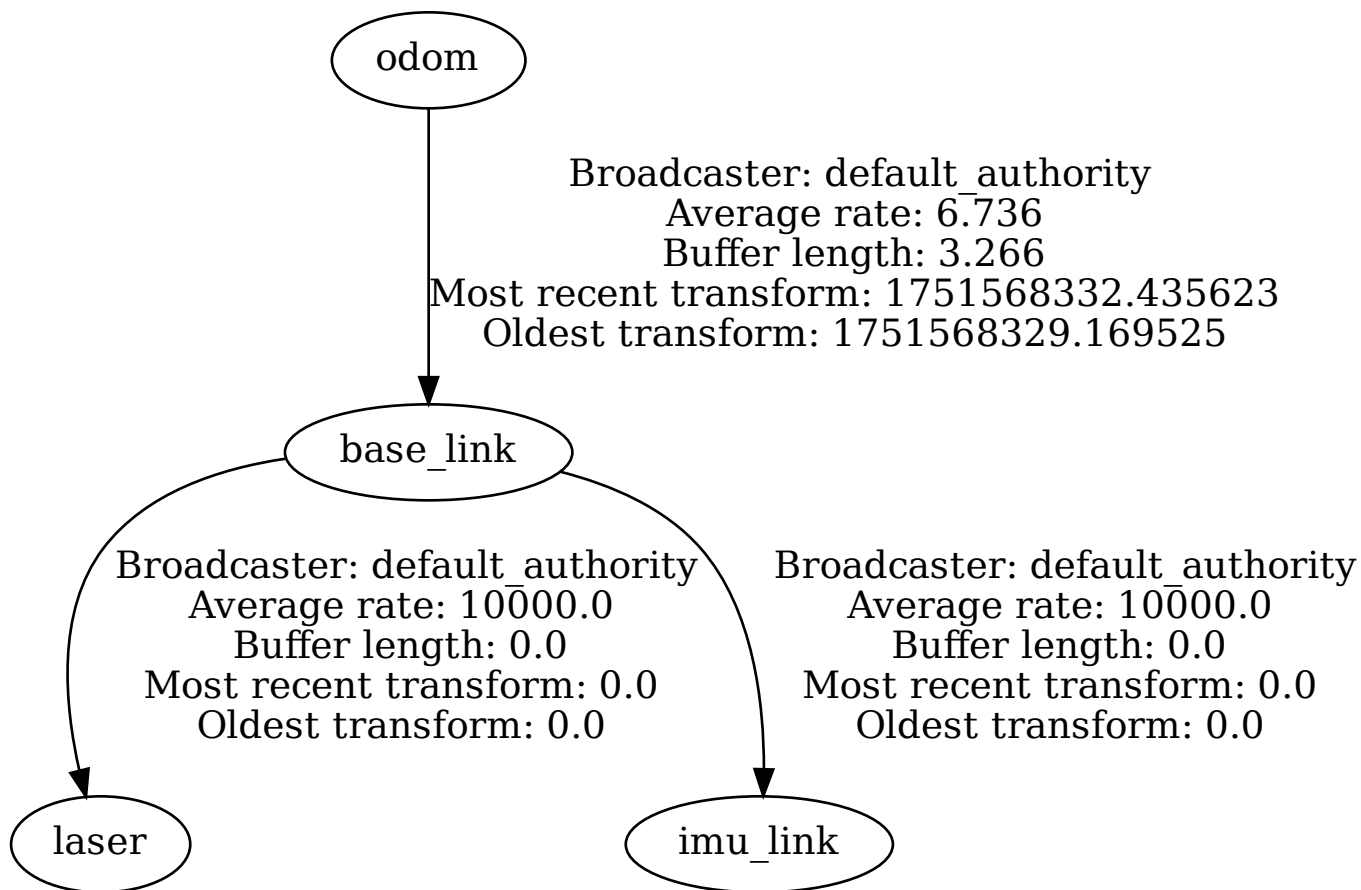 odom
Broadcaster: default_authority
Average rate: 6.736
Buffer length: 3.266
Most recent transform: 1751568332.435623
Oldest transform: 1751568329.169525
base_link
Broadcaster: default_authority
Average rate: 10000.0
Buffer length: 0.0
Most recent transform: 0.0
Oldest transform: 0.0
Broadcaster: default_authority
Average rate: 10000.0
Buffer length: 0.0
Most recent transform: 0.0
Oldest transform: 0.0
laser
imu_link